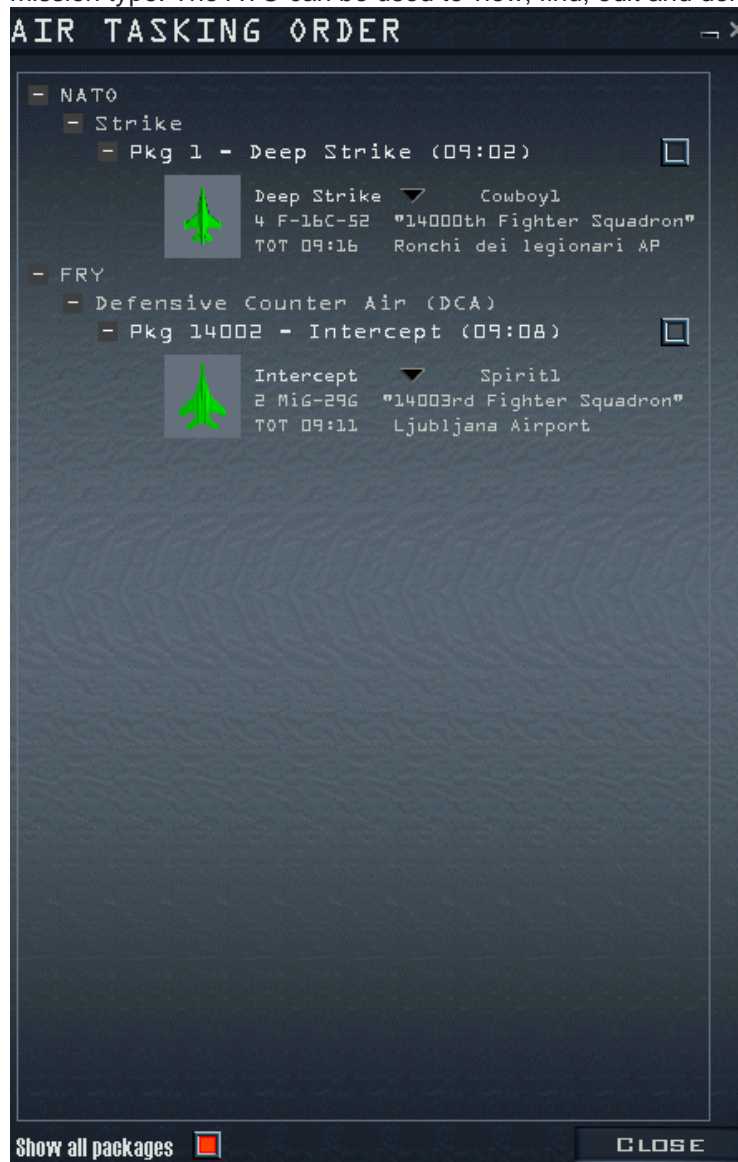 AIR TASKING ORDER
NATO
Strike
Pkg 1 - Deep Strike (09:02)
Deep Strike Cowboy1
4 F-16C-52 "14000th Fighter Squadron"
TOT 09:16 Ronchi dei legionari AP
FRY
Defensive Counter Air (DCA)
Pkg 14002 - Intercept (09:08)
Intercept Spirit1
2 MiG-29G "14003rd Fighter Squadron"
TOT 09:11 Ljubljana Airport
Show all packages CLOSE